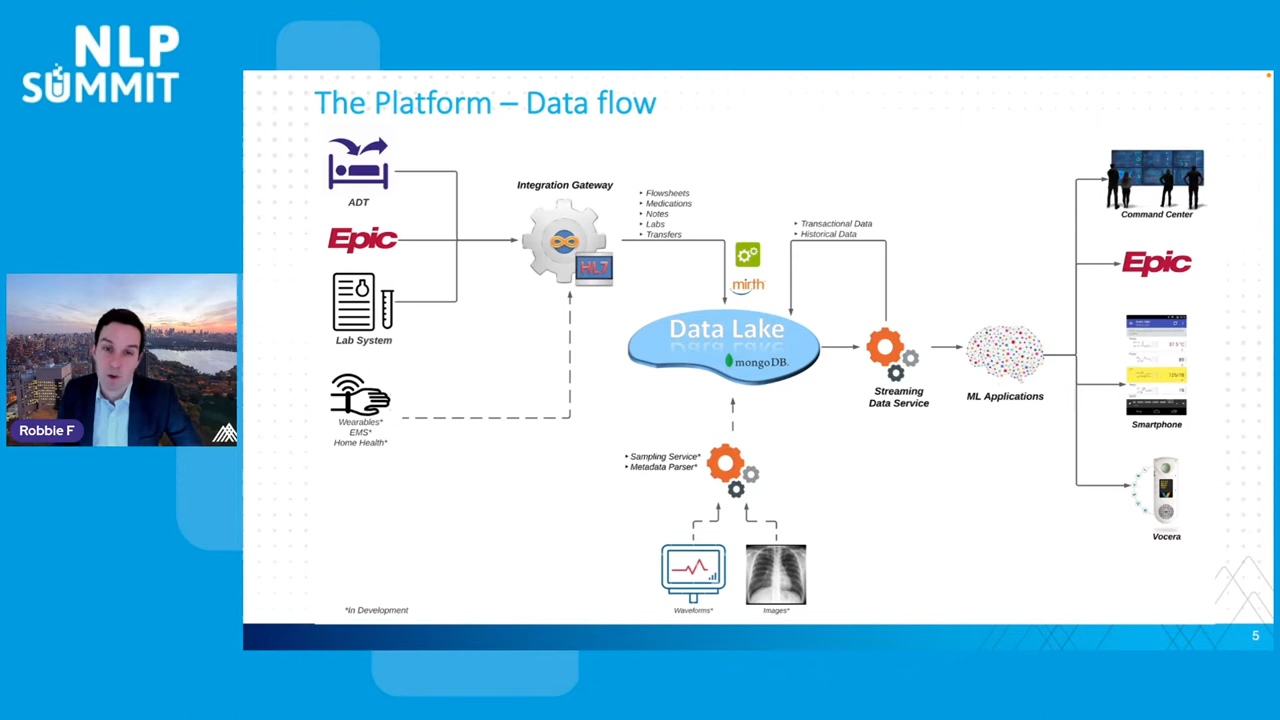 NLP
SUMMIT
The Platform – Data flow
ADT
Epic
Lab System
Wearables*
EMS*
Home Health*
Integration Gateway
HL7
‣ Flowsheets
‣ Medications
‣ Notes
‣ Labs
‣ Transfers
mirth
‣ Transactional Data
‣ Historical Data
Data Lake
mongoDB.
Streaming
Data Service
ML Applications
‣ Sampling Service*
‣ Metadata Parser*
Waveforms*
Images*
Command Center
Epic
Smartphone
Vocera
*In Development
5
Robbie F